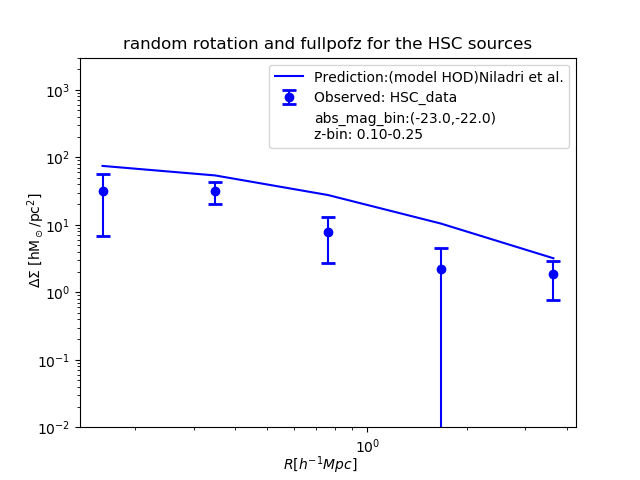 random rotation and fullpofz for the HSC sources
Prediction:(model HOD)Niladri et al.
Observed: HSC_data
abs_mag_bin:(-23.0,-22.0)
z-bin: 0.10-0.25
10³
10²
10¹
10⁰
10⁻¹
10⁻²
ΔΣ [hM⊙/pc²]
10⁰
R[h⁻¹Mpc]